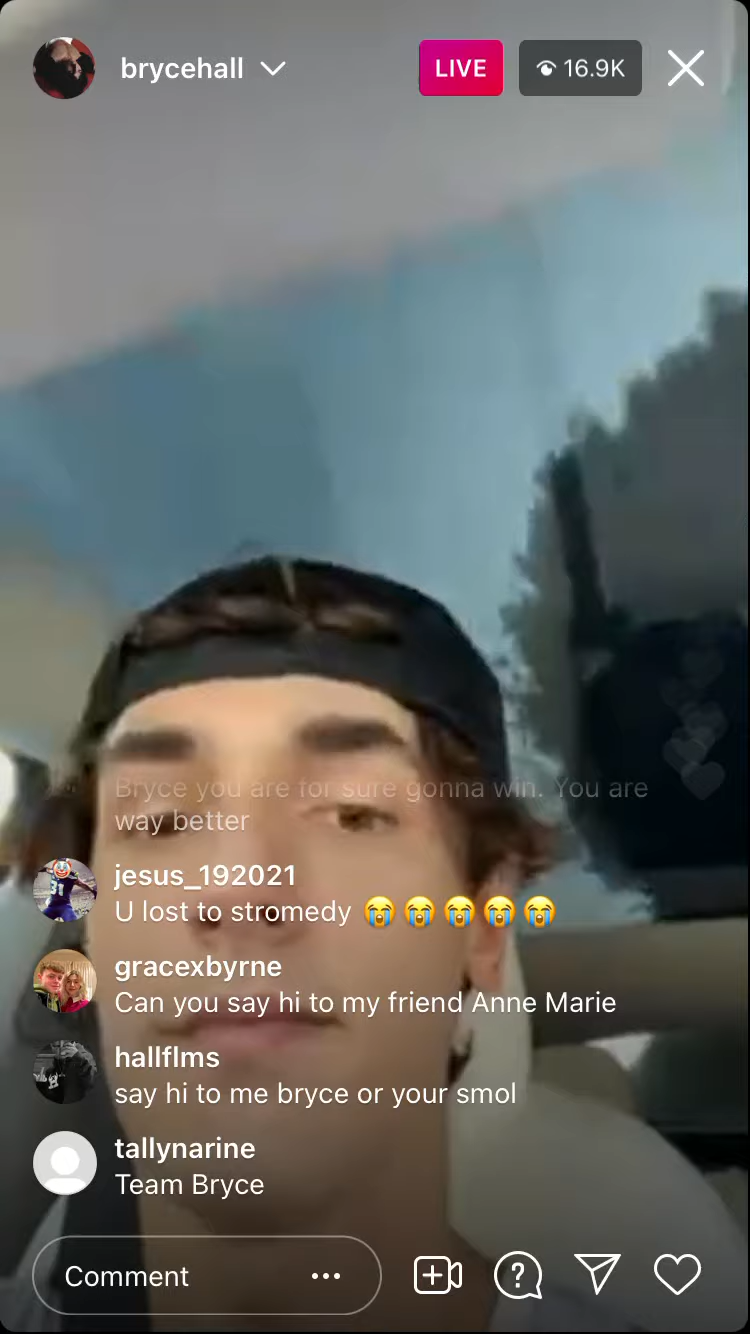 brycehall
LIVE
16.9K
Bryce you are for sure gonna win. You are
way better
jesus_192021
U lost to stromedy 😭😭😭😭😭
gracexbyrne
Can you say hi to my friend Anne Marie
hallflms
say hi to me bryce or your smol
tallynarine
Team Bryce
Comment